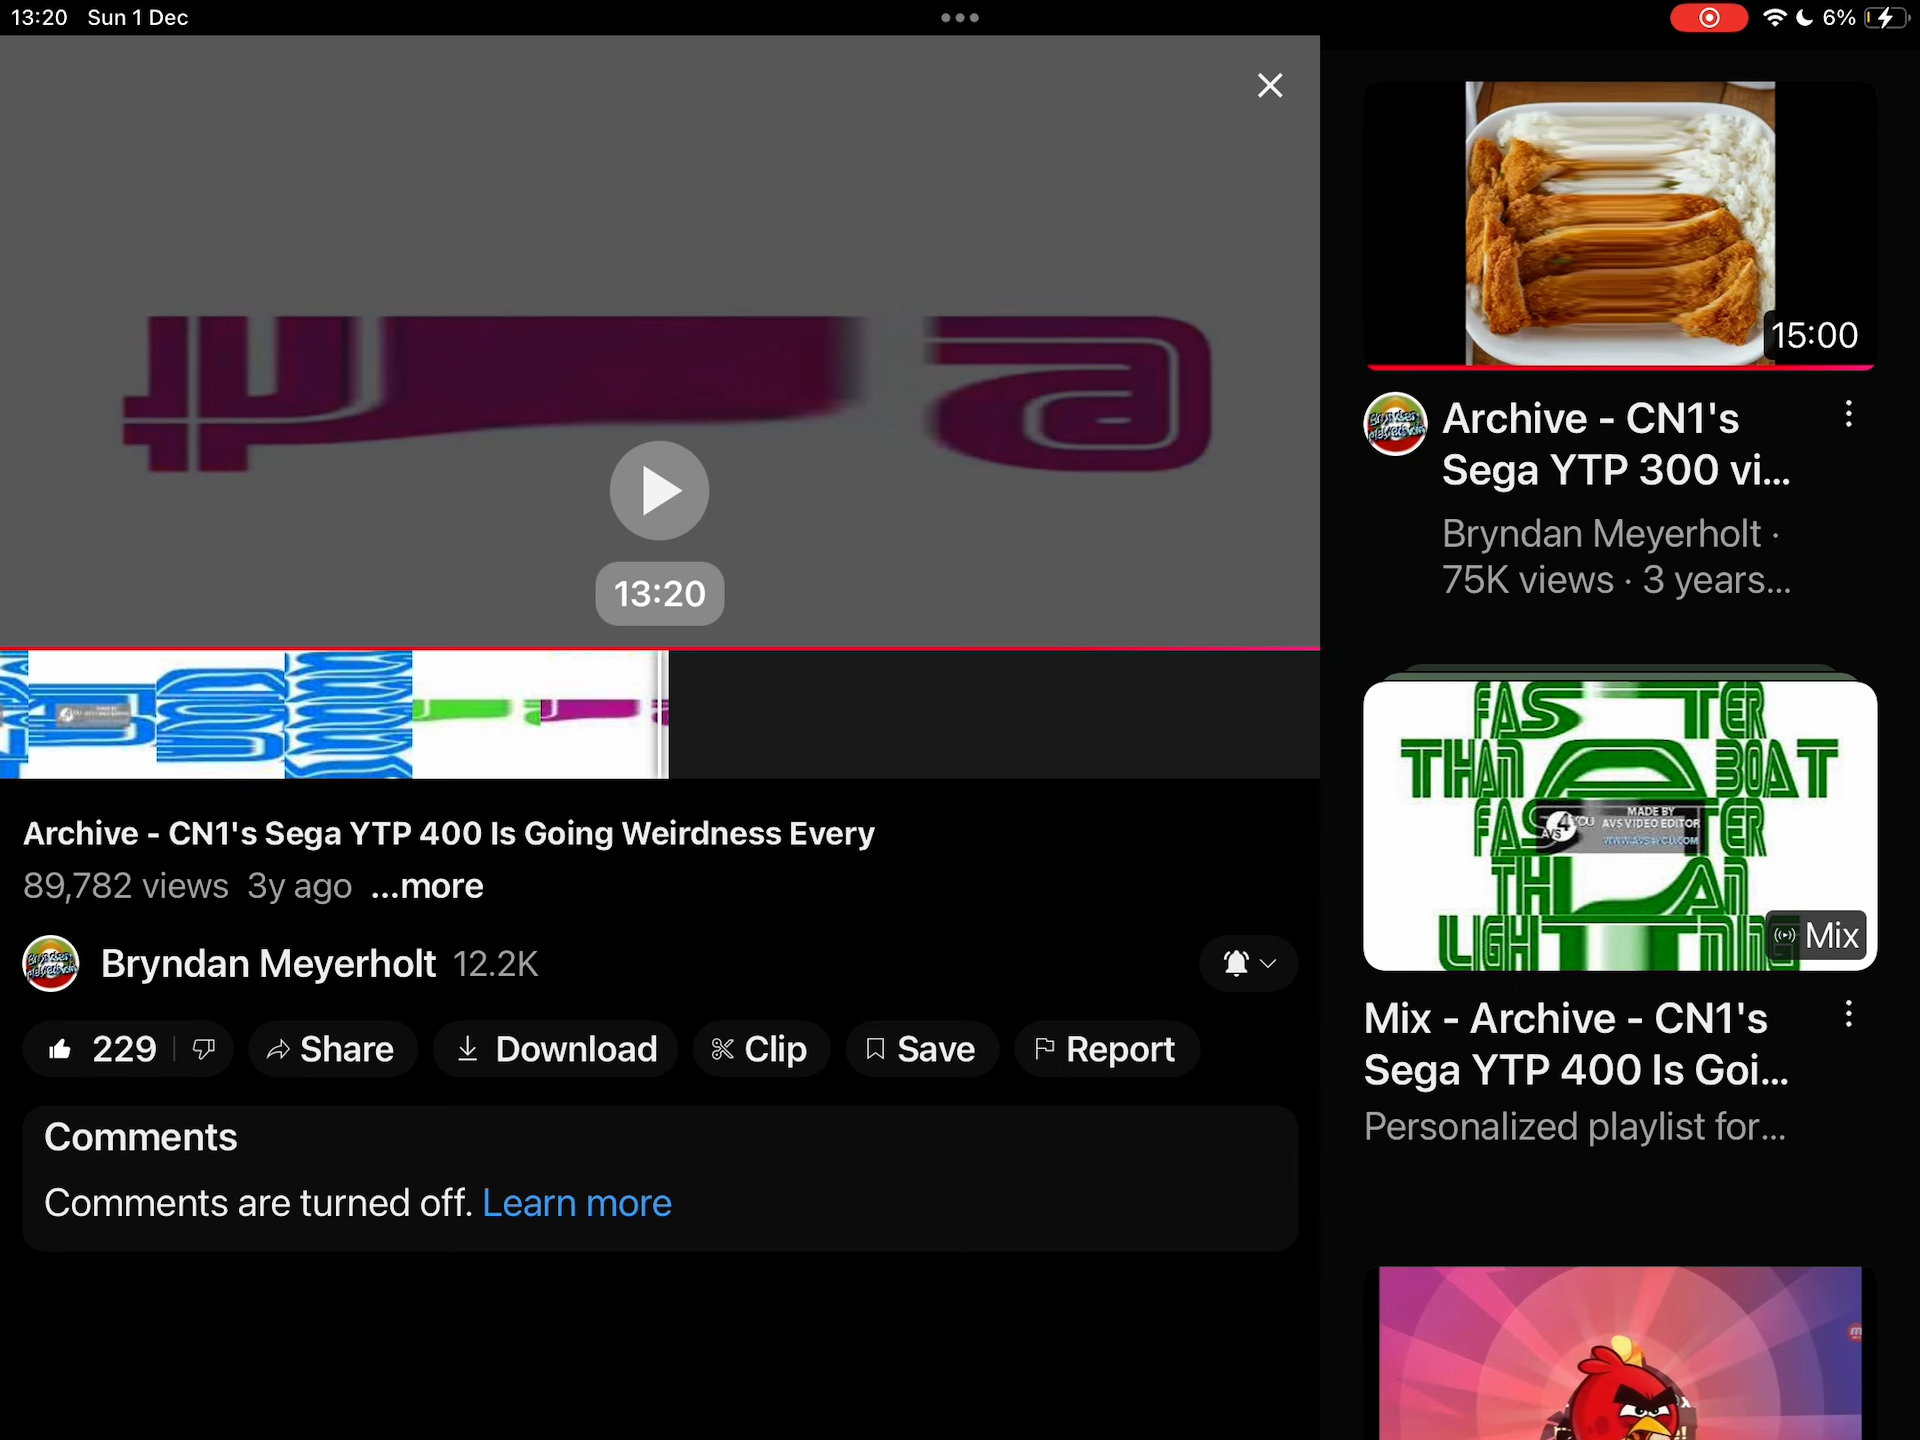 13:20 Sun 1 Dec
6%
13:20
Archive - CN1's Sega YTP 400 Is Going Weirdness Every
89,782 views 3y ago ...more
Bryndan Meyerholt 12.2K
229
Share
Download
Clip
Save
Report
Comments
Comments are turned off. Learn more
15:00
Archive - CN1's
Sega YTP 300 vi...
Bryndan Meyerholt ·
75K views · 3 years...
FASTER
THAN A BOAT
FASTER
THAN
LIGHTNING
MADE BY
AVS VIDEO EDITOR
WWW.AVS4YOU.COM
AVS4YOU
Mix
Mix - Archive - CN1's
Sega YTP 400 Is Goi...
Personalized playlist for...